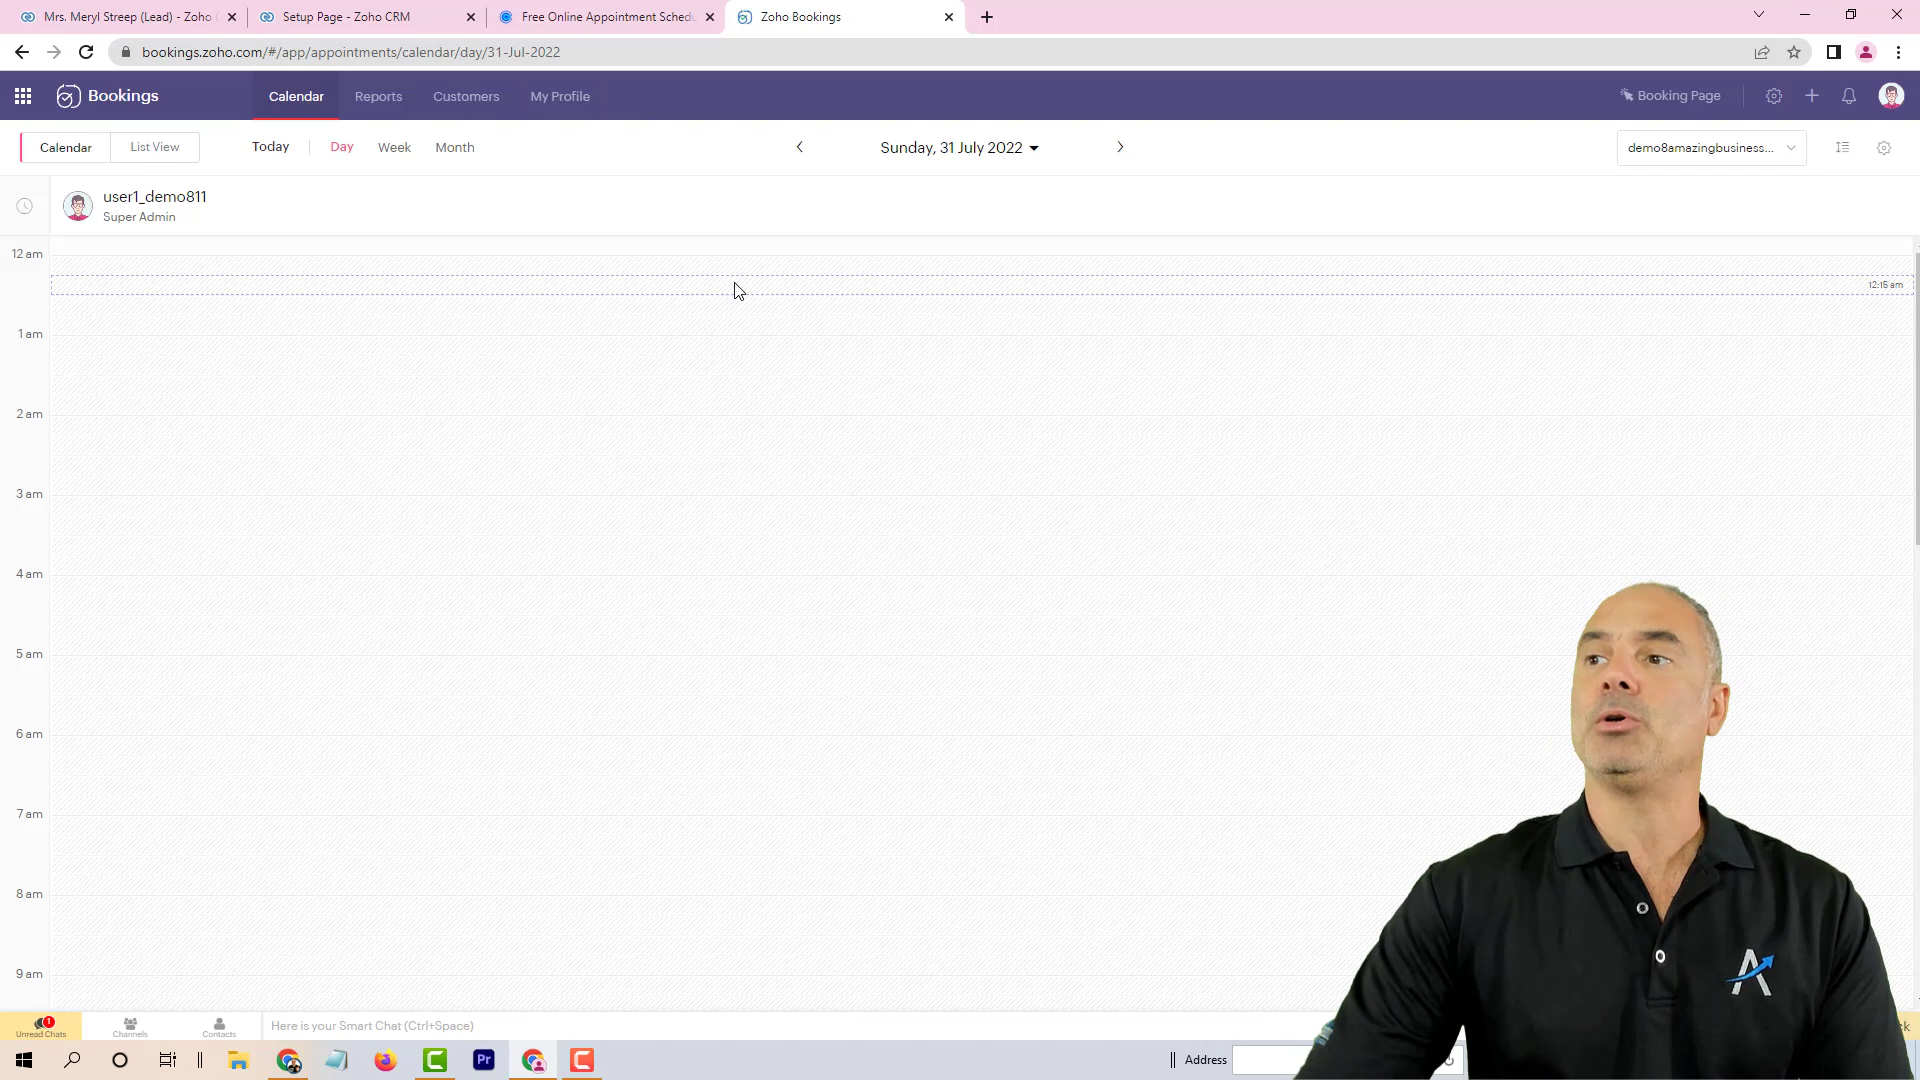 Mrs. Meryl Streep (Lead) - Zoho
Setup Page - Zoho CRM
Free Online Appointment Schedu
Zoho Bookings
bookings.zoho.com/#/app/appointments/calendar/day/31-Jul-2022
Bookings
Calendar
Reports
Customers
My Profile
Booking Page
Calendar
List View
Today
Day
Week
Month
Sunday, 31 July 2022
demo8amazingbusiness...
user1_demo811
Super Admin
12 am
12:15 am
1 am
2 am
3 am
4 am
5 am
6 am
7 am
8 am
9 am
1
Unread Chats
Channels
Contacts
Here is your Smart Chat (Ctrl+Space)
Pr
Address